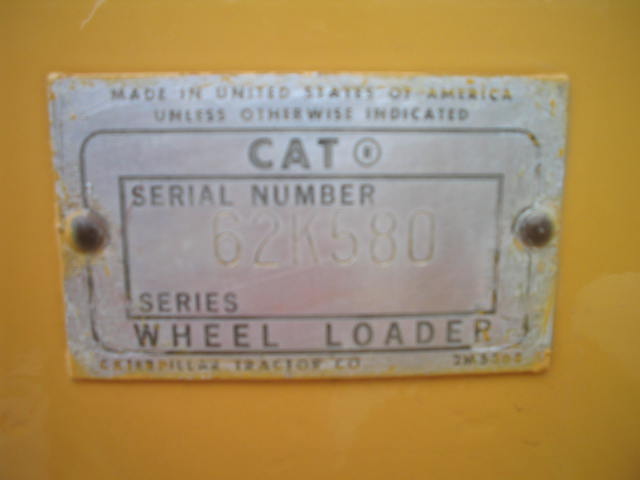 MADE IN UNITED STATES OF AMERICA
UNLESS OTHERWISE INDICATED
CAT ®
SERIAL NUMBER
62K580
SERIES
WHEEL LOADER
CATERPILLAR TRACTOR CO